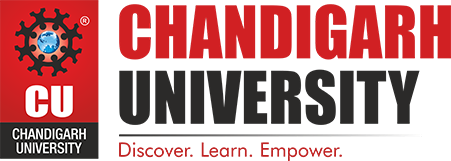 ®
CU
CHANDIGARH
UNIVERSITY
CHANDIGARH
UNIVERSITY
Discover. Learn. Empower.